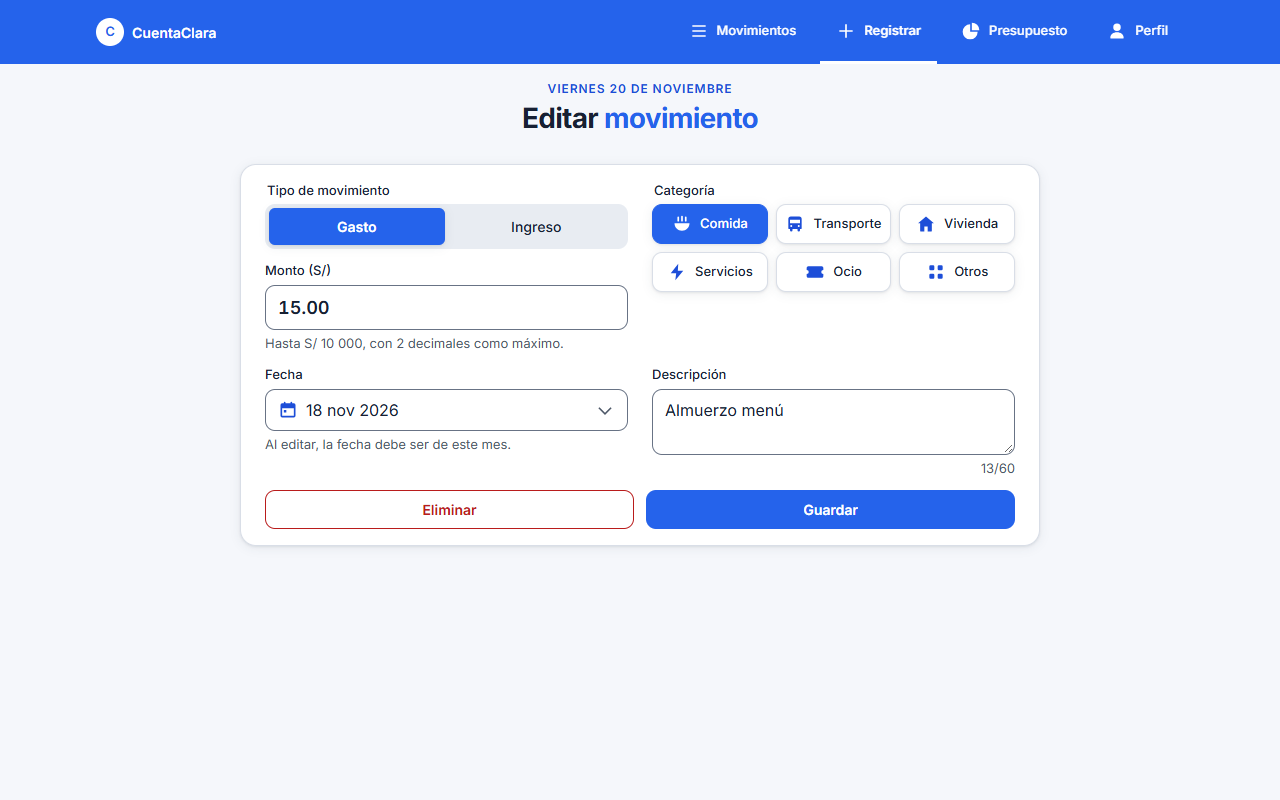 C CuentaClara
Movimientos
Registrar
Presupuesto
Perfil
VIERNES 20 DE NOVIEMBRE
Editar movimiento
Tipo de movimiento
Gasto
Ingreso
Categoría
Comida
Transporte
Vivienda
Servicios
Ocio
Otros
Monto (S/)
15.00
Hasta S/ 10 000, con 2 decimales como máximo.
Fecha
18 nov 2026
Al editar, la fecha debe ser de este mes.
Descripción
Almuerzo menú
13/60
Eliminar
Guardar